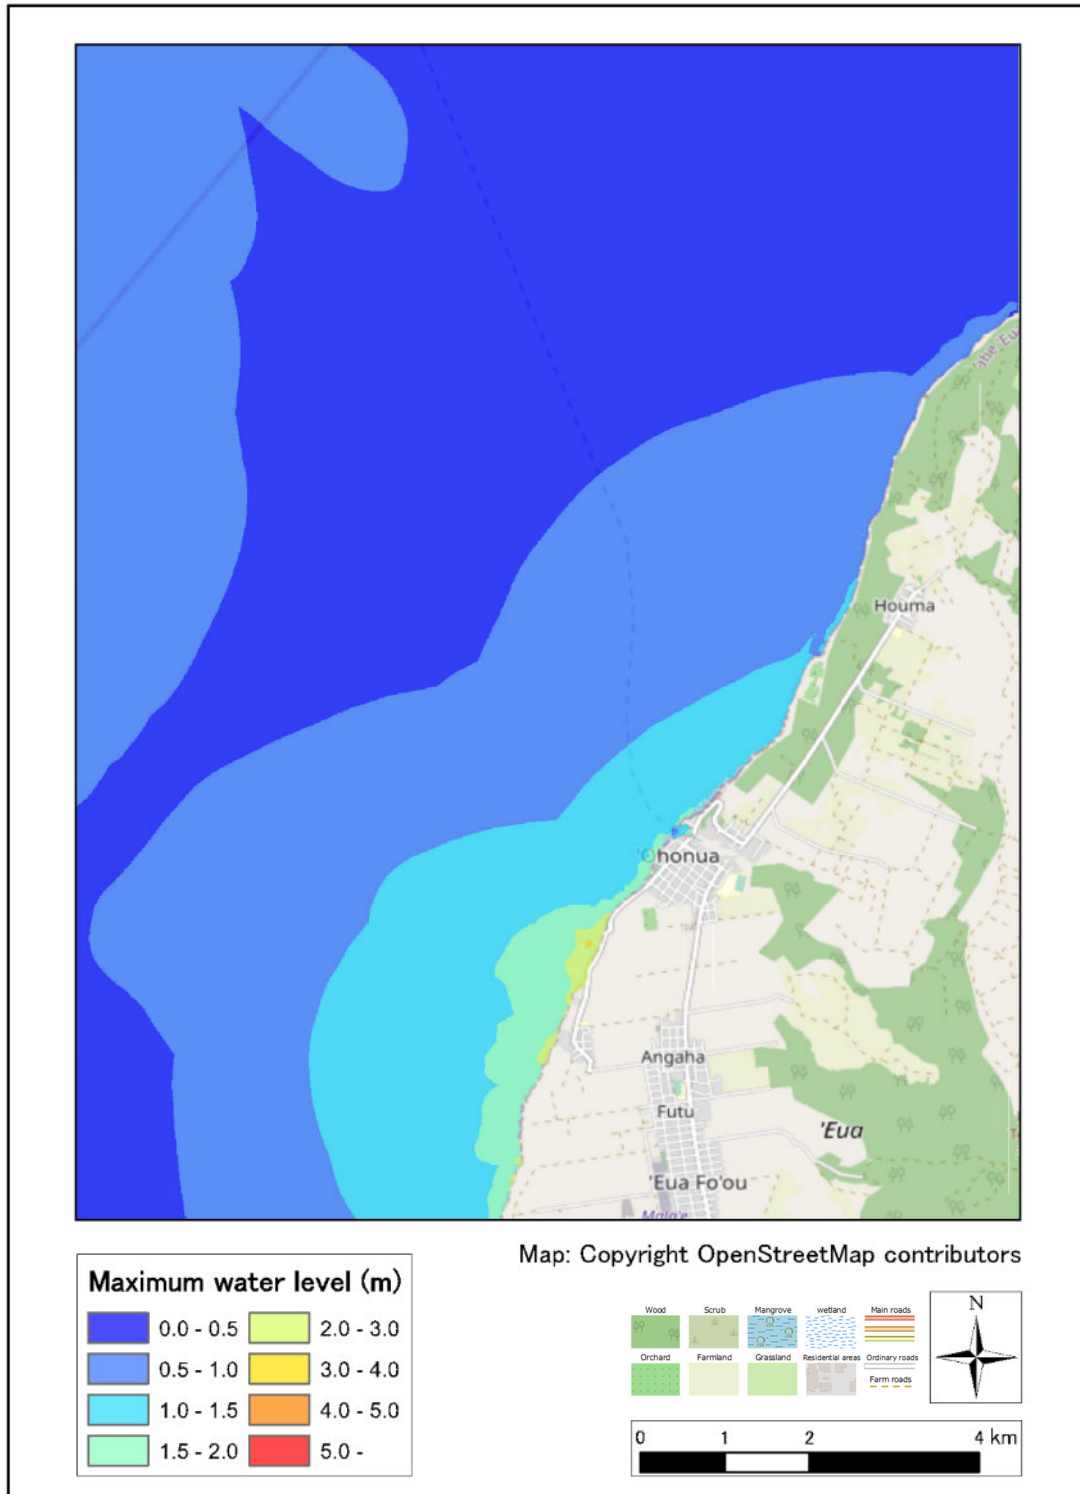 Houma
'Ohonua
Angaha
Futu
'Eua
'Eua Fo'ou
Map: Copyright OpenStreetMap contributors
Maximum water level (m)
0.0 - 0.5
2.0 - 3.0
0.5 - 1.0
3.0 - 4.0
1.0 - 1.5
4.0 - 5.0
1.5 - 2.0
5.0 -
Wood
Scrub
Mangrove
wetland
Main roads
Orchard
Farmland
Grassland
Residential areas
Ordinary roads
Farm roads
N
0 1 2 4 km